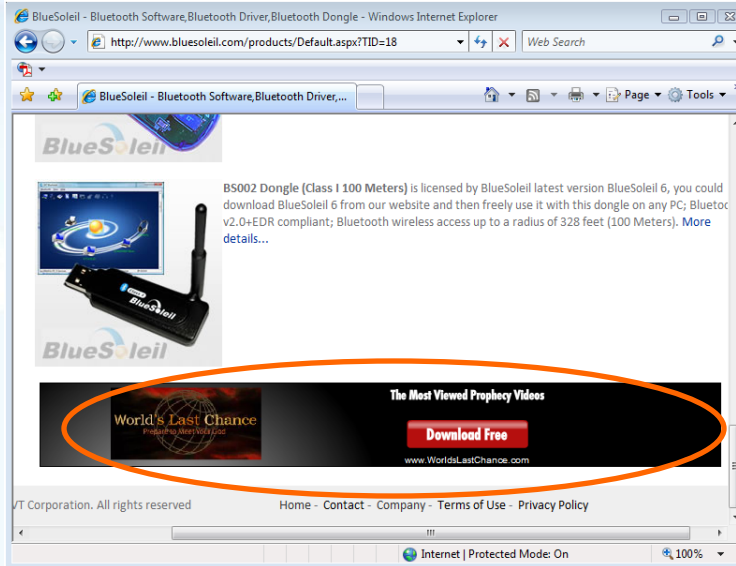 BlueSoleil - Bluetooth Software,Bluetooth Driver,Bluetooth Dongle - Windows Internet Explorer
http://www.bluesoleil.com/products/Default.aspx?TID=18
Web Search
BlueSoleil - Bluetooth Software,Bluetooth Driver,...
Page
Tools
BlueSoleil
BS002 Dongle (Class I 100 Meters) is licensed by BlueSoleil latest version BlueSoleil 6, you could
download BlueSoleil 6 from our website and then freely use it with this dongle on any PC; Bluetoo
v2.0+EDR compliant; Bluetooth wireless access up to a radius of 328 feet (100 Meters). More
details...
BlueSoleil
BlueSoleil
World's Last Chance
Prepare to Meet Your God
The Most Viewed Prophecy Videos
Download Free
www.WorldsLastChance.com
VT Corporation. All rights reserved
Home - Contact - Company - Terms of Use - Privacy Policy
Internet | Protected Mode: On
100%